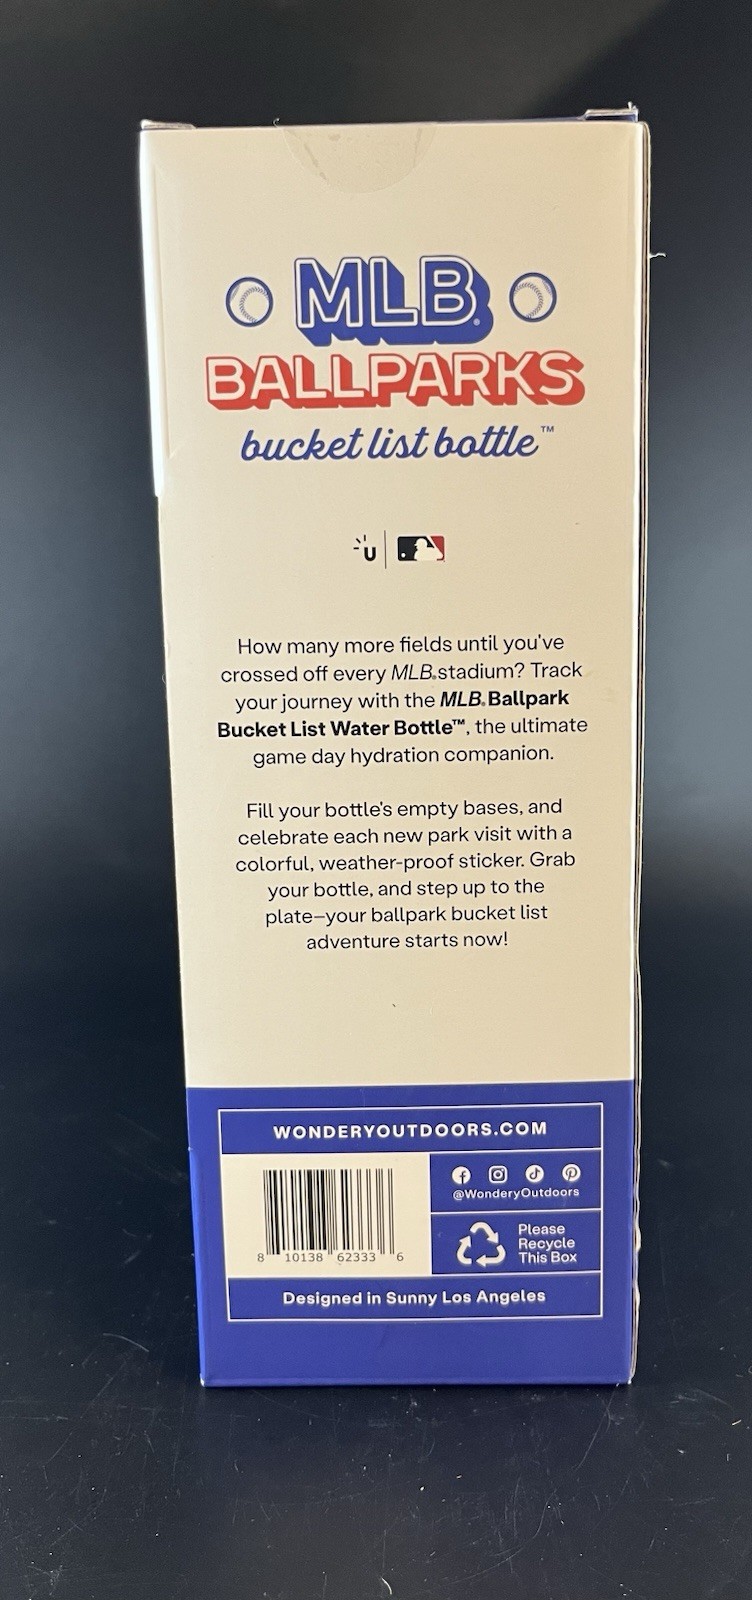 MLB.
BALLPARKS
bucket list bottle™
U
How many more fields until you've
crossed off every MLB® stadium? Track
your journey with the MLB® Ballpark
Bucket List Water Bottle™, the ultimate
game day hydration companion.
Fill your bottle's empty bases, and
celebrate each new park visit with a
colorful, weather-proof sticker. Grab
your bottle, and step up to the
plate—your ballpark bucket list
adventure starts now!
WONDERYOUTDOORS.COM
@WonderyOutdoors
8 10138 62333 6
Please
Recycle
This Box
Designed in Sunny Los Angeles